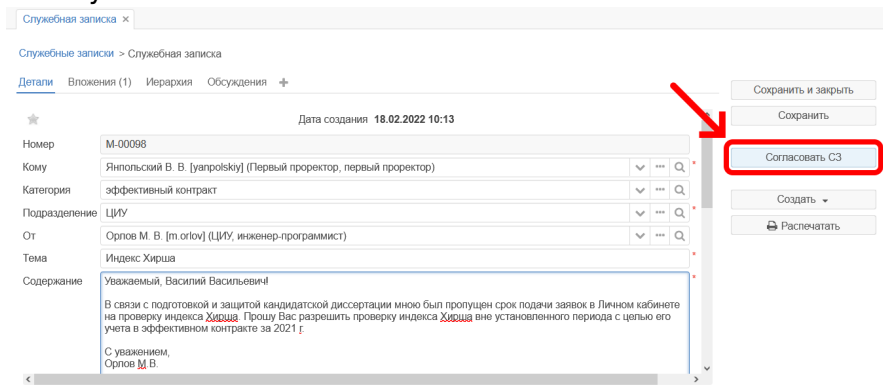 Служебная записка ×
Служебные записки > Служебная записка
Детали Вложения (1) Иерархия Обсуждения +
Дата создания 18.02.2022 10:13
Номер М-00098
Кому Янпольский В. В. [yanpolskiy] (Первый проректор, первый проректор) *
Категория эффективный контракт
Подразделение ЦИУ *
От Орлов М. В. [m.orlov] (ЦИУ, инженер-программист)
Тема Индекс Хирша *
Содержание Уважаемый, Василий Васильевич! *
В связи с подготовкой и защитой кандидатской диссертации мною был пропущен срок подачи заявок в Личном кабинете
на проверку индекса Хирша. Прошу Вас разрешить проверку индекса Хирша вне установленного периода с целью его
учета в эффективном контракте за 2021 г.
С уважением,
Орлов М.В.
Сохранить и закрыть
Сохранить
Согласовать СЗ
Создать
Распечатать